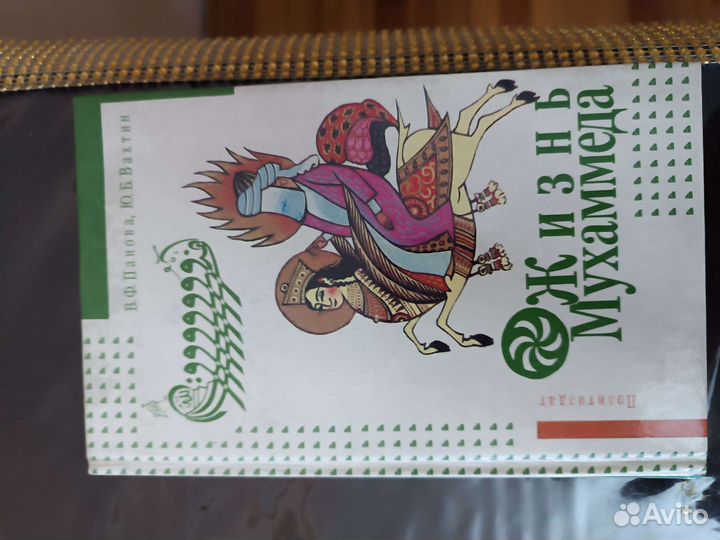 В.Ф.Панова, Ю.Б.Вахтин
Жизнь
Мухаммеда
Политиздат
Avito